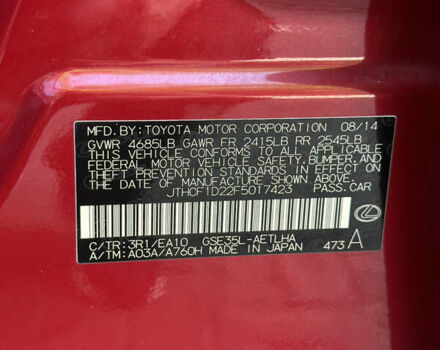 MFD. BY: TOYOTA MOTOR CORPORATION 08/14
GVWR 4685LB GAWR FR 2415LB RR 2545LB
THIS VEHICLE CONFORMS TO ALL APPLICABLE
FEDERAL MOTOR VEHICLE SAFETY, BUMPER, AND
THEFT PREVENTION STANDARDS IN EFFECT ON
THE DATE OF MANUFACTURE SHOWN ABOVE.
JTHCF1D22F5017423 PASS. CAR
C/TR: 3R1/EA10 GSE35L-AETLHA
A/TM: A03A/A760H MADE IN JAPAN 473 A